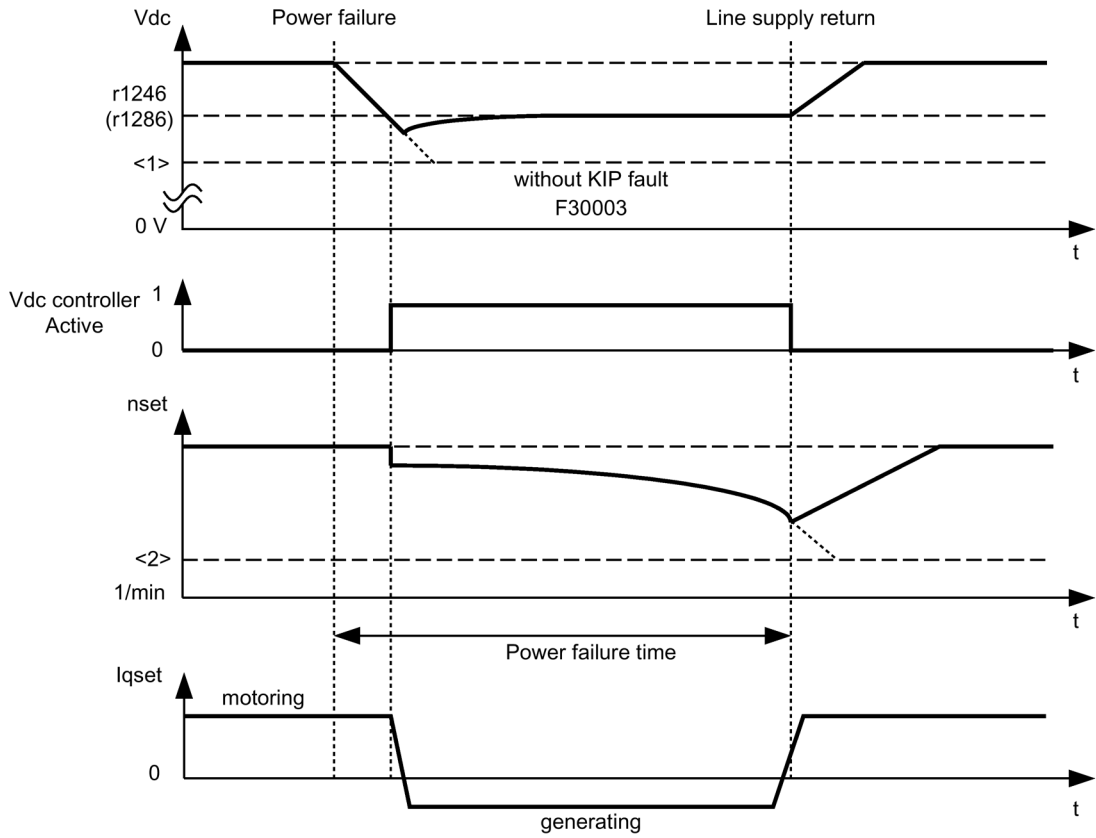 Vdc
Power failure
Line supply return
r1246
(r1286)
<1>
without KIP fault
F30003
0 V
t
Vdc controller
Active
1
0
t
nset
<2>
1/min
t
Power failure time
Iqset
motoring
0
t
generating